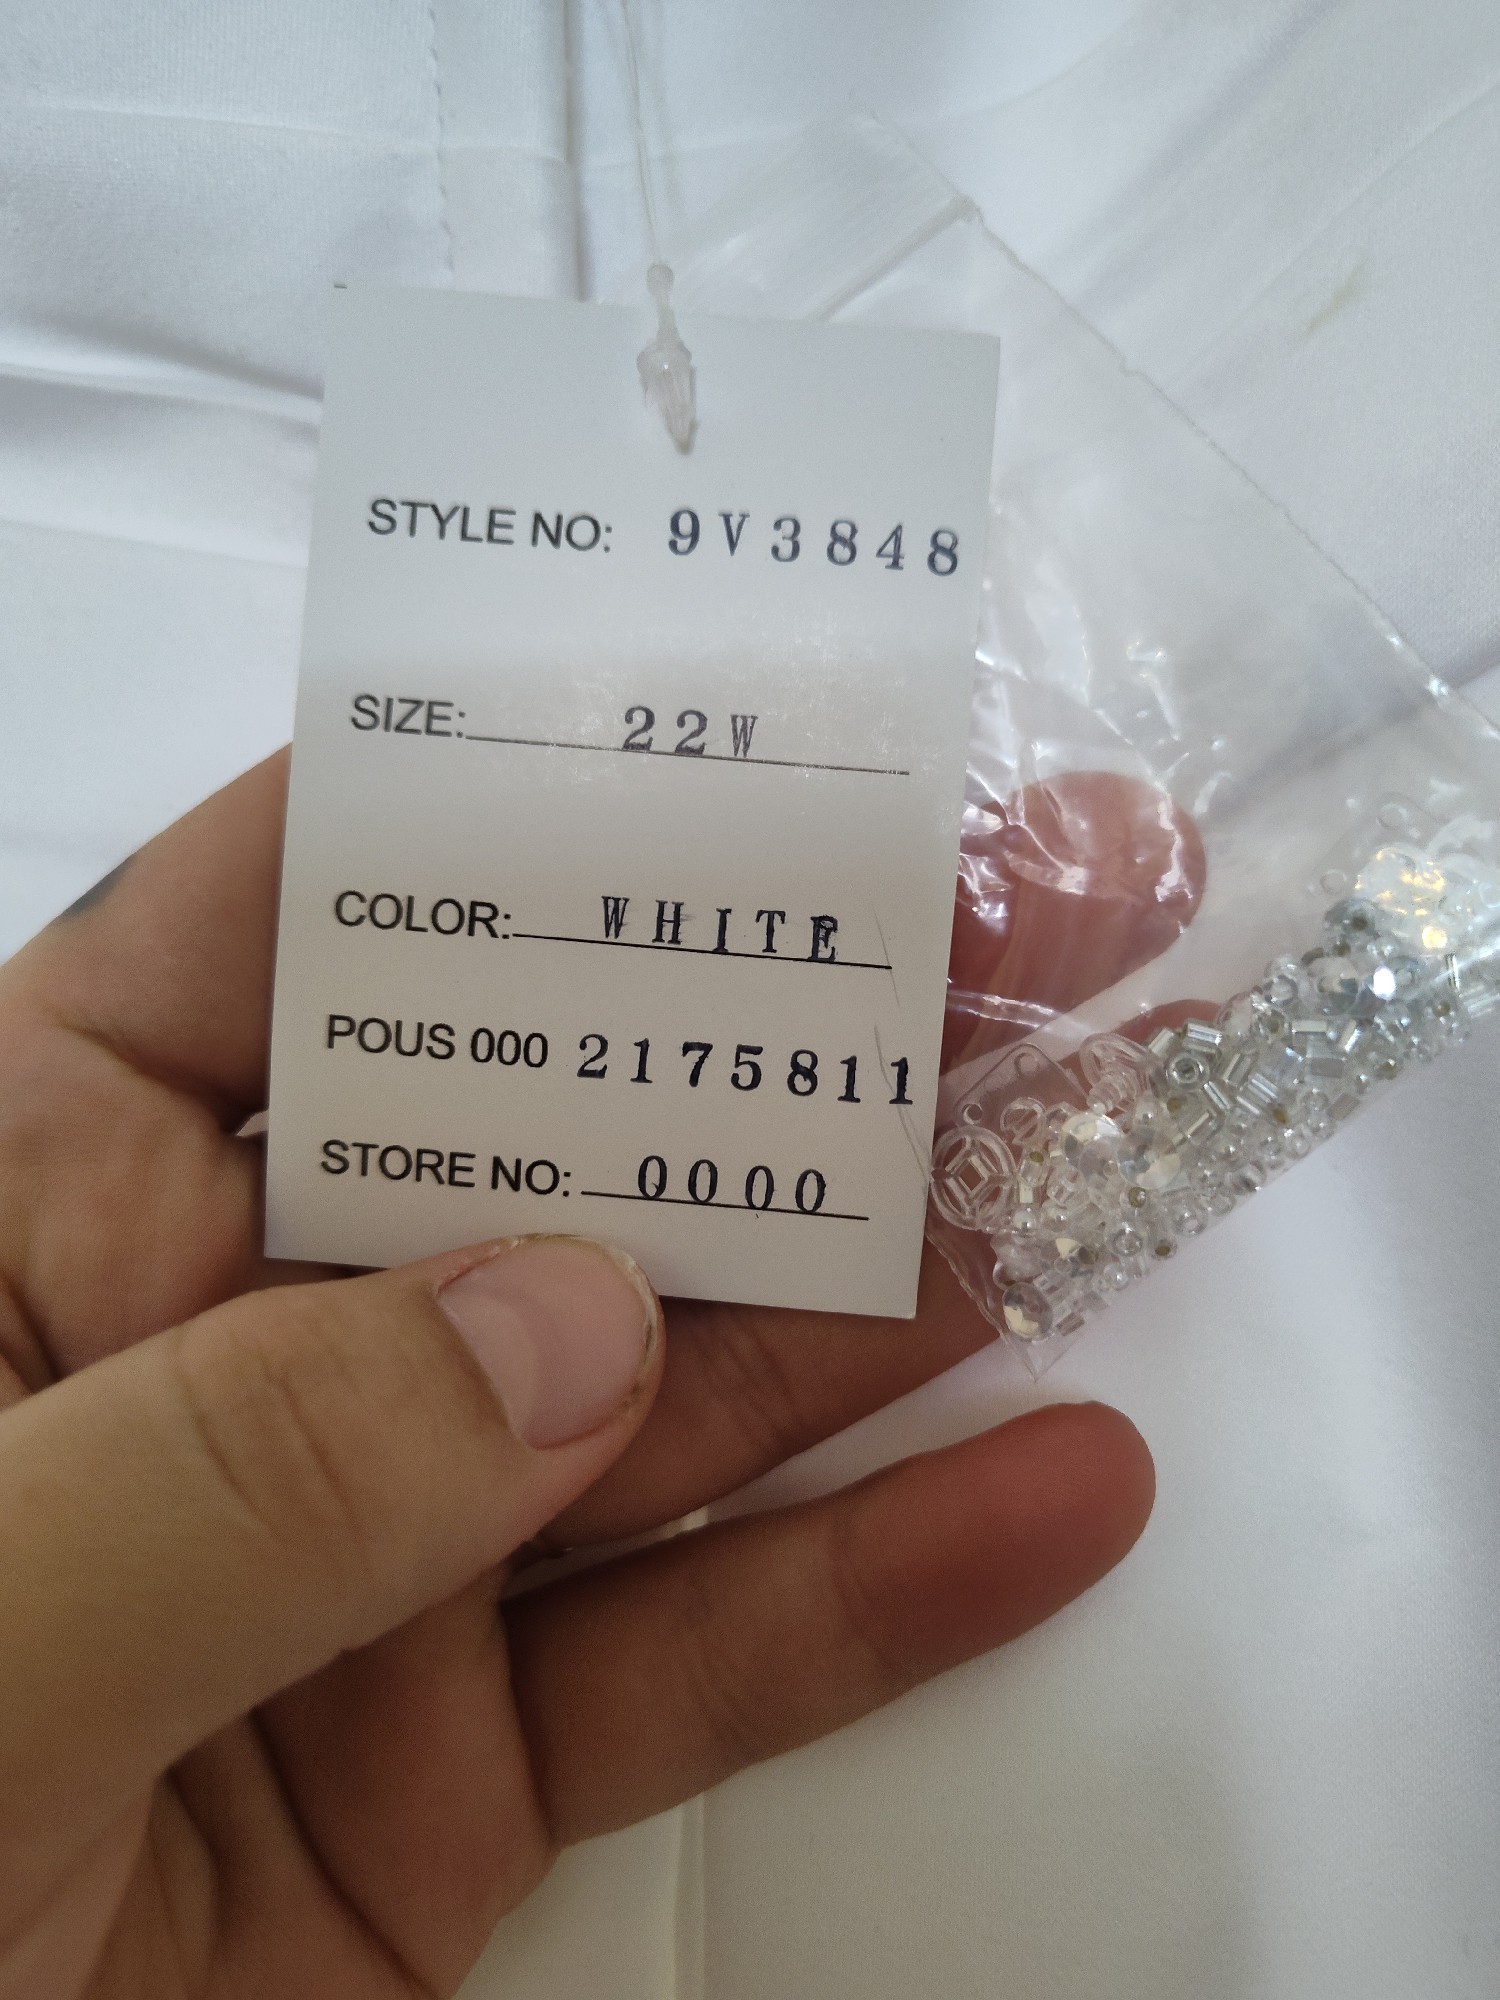 STYLE NO: 9V3848
SIZE: 22W
COLOR: WHITE
POUS 000 2175811
STORE NO: 0000